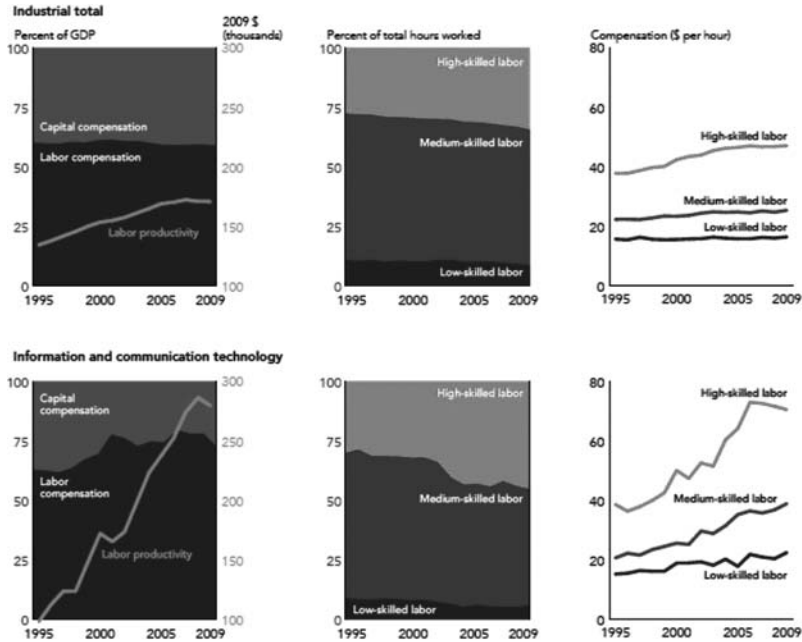 Industrial total
Percent of GDP
2009 $
(thousands)
100
75
50
25
0
300
250
200
150
100
Capital compensation
Labor compensation
Labor productivity
1995
2000
2005
2009
Percent of total hours worked
100
75
50
25
0
High-skilled labor
Medium-skilled labor
Low-skilled labor
1995
2000
2005
2009
Compensation ($ per hour)
80
60
40
20
0
High-skilled labor
Medium-skilled labor
Low-skilled labor
1995
2000
2005
2009
Information and communication technology
100
75
50
25
0
300
250
200
150
100
Capital
compensation
Labor
compensation
Labor productivity
1995
2000
2005
2009
100
75
50
25
0
High-skilled labor
Medium-skilled labor
Low-skilled labor
1995
2000
2005
2009
80
60
40
20
0
High-skilled labor
Medium-skilled labor
Low-skilled labor
1995
2000
2005
2009